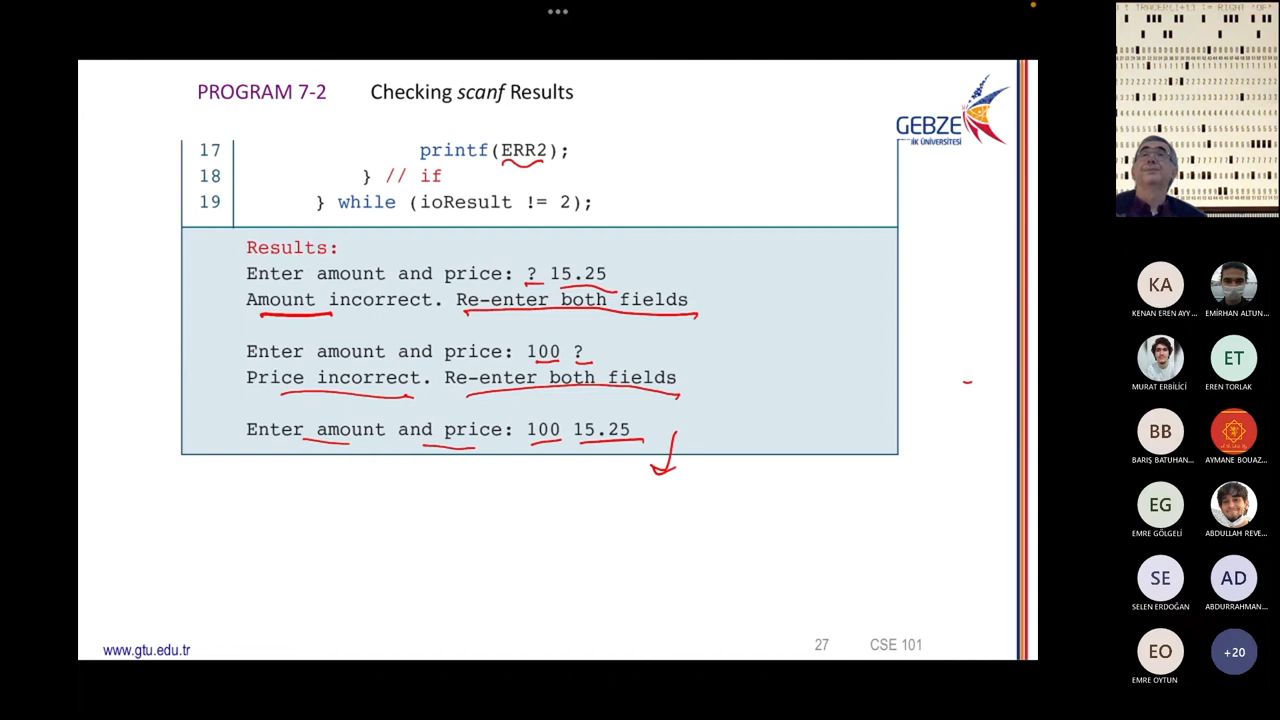 PROGRAM 7-2 Checking scanf Results
GEBZE
17 printf(ERR2);
18 } // if
19 } while (ioResult != 2);
Results:
Enter amount and price: ? 15.25
Amount incorrect. Re-enter both fields
Enter amount and price: 100 ?
Price incorrect. Re-enter both fields
Enter amount and price: 100 15.25
www.gtu.edu.tr
27 CSE 101
KA
KENAN EREN AYY...
EMİRHAN ALTUN...
MURAT ERBİLİCİ
ET
EREN TORLAK
BB
BARIŞ BATUHAN...
AYMANE BOUAZ...
EG
EMRE GÖLGELİ
ABDULLAH REVE...
SE
SELEN ERDOĞAN
AD
ABDURRAHMAN...
EO
EMRE OYTUN
+20